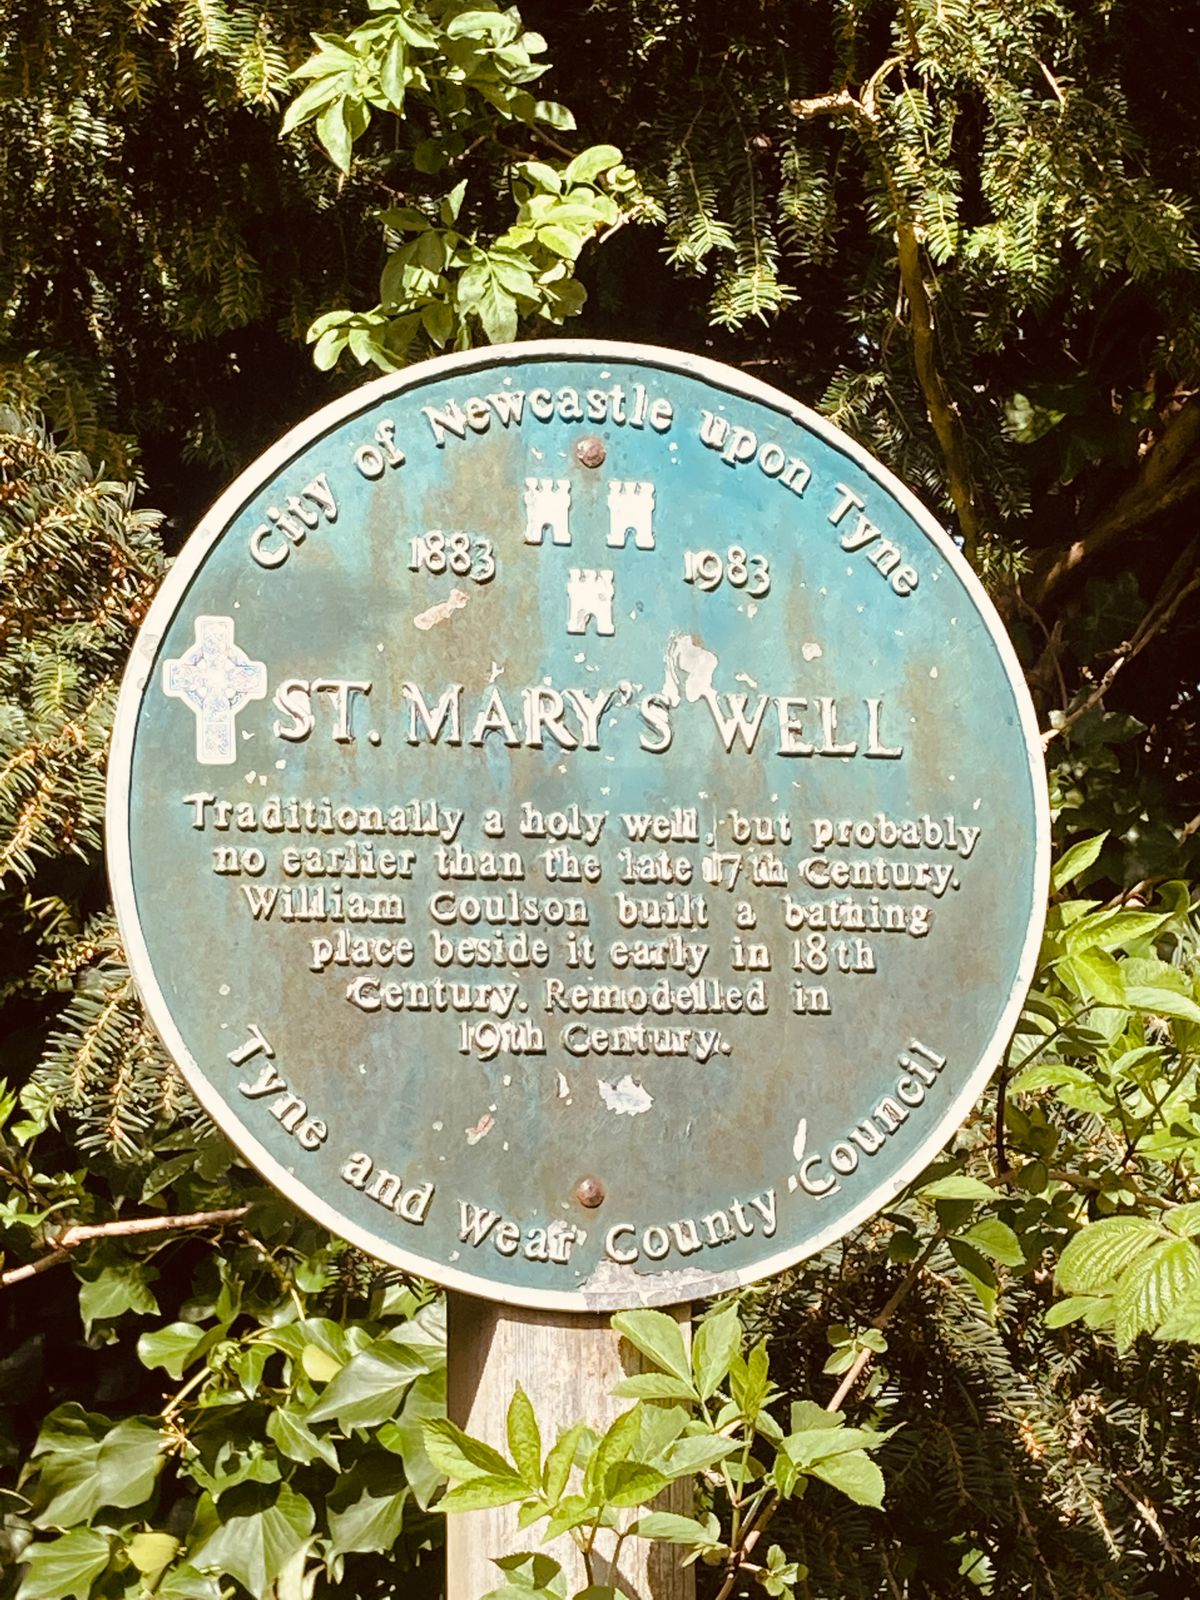 City of Newcastle upon Tyne
1883 1983
ST. MARY'S WELL
Traditionally a holy well, but probably
no earlier than the late 17th Century.
William Coulson built a bathing
place beside it early in 18th
Century. Remodelled in
19th Century.
Tyne and Wear County Council